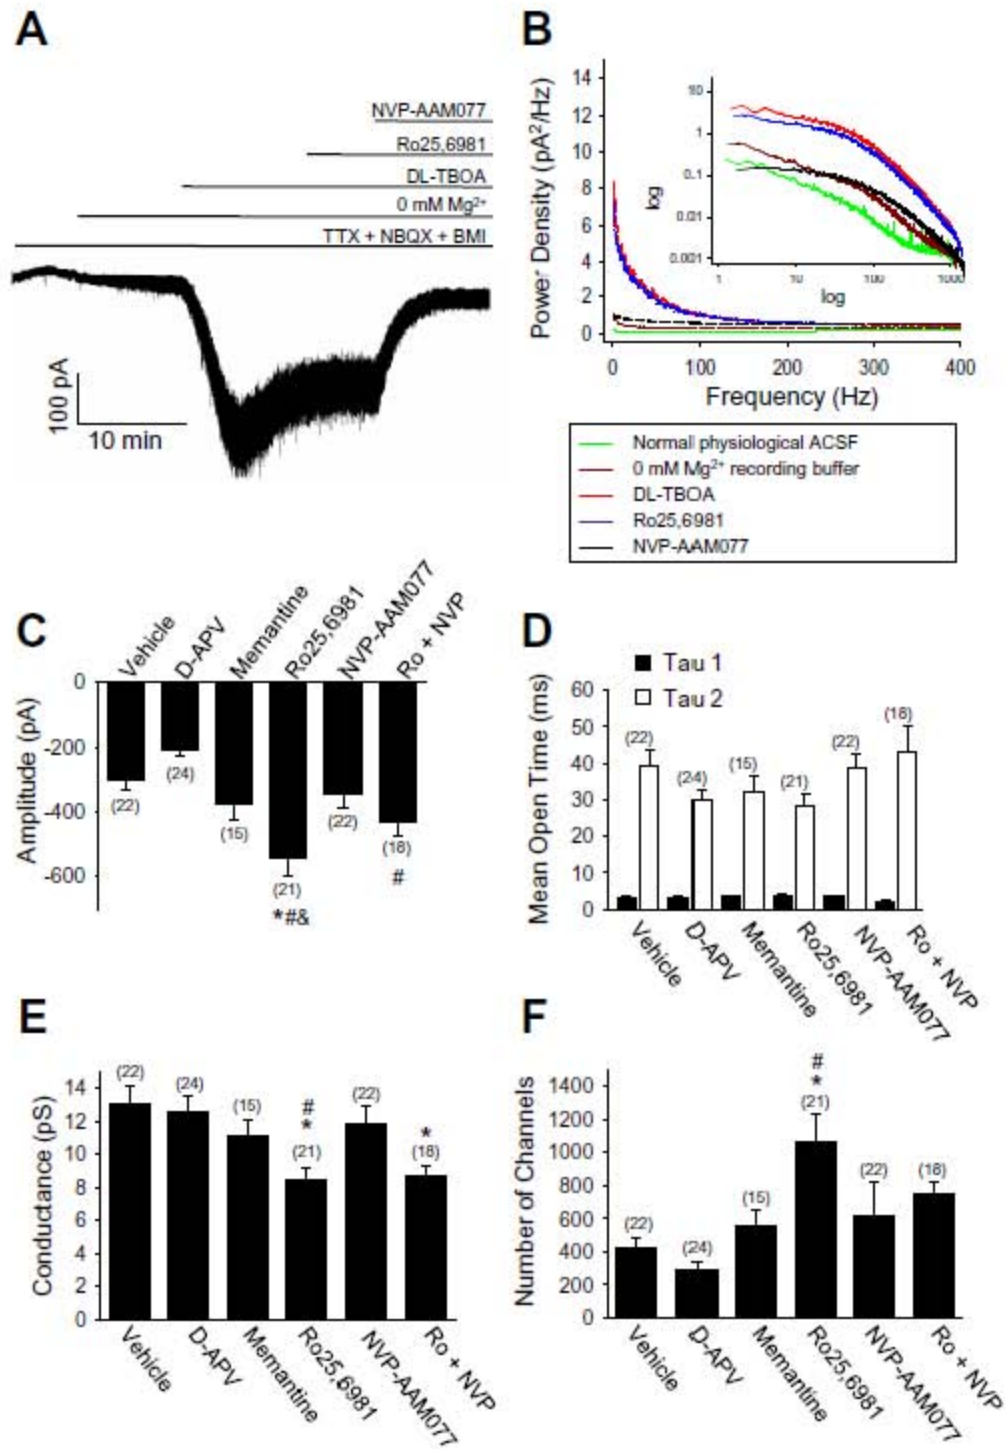 A
NVP-AAM077
Ro25,6981
DL-TBOA
0 mM Mg²⁺
TTX + NBQX + BMI
100 pA
10 min
B
Power Density (pA²/Hz)
14
12
10
8
6
4
2
0
0 100 200 300 400
Frequency (Hz)
log
10
1
0.1
0.01
0.001
1 10 100 1000
log
Normal physiological ACSF
0 mM Mg²⁺ recording buffer
DL-TBOA
Ro25,6981
NVP-AAM077
C
Vehicle D-APV Memantine Ro25,6981 NVP-AAM077 Ro + NVP
Amplitude (pA)
0
-200
-400
-600
(22) (24) (15) (21) (22) (18)
*#& #
D
Tau 1
Tau 2
Mean Open Time (ms)
60
50
40
30
20
10
0
(22) (24) (15) (21) (22) (18)
Vehicle D-APV Memantine Ro25,6981 NVP-AAM077 Ro + NVP
E
Conductance (pS)
14
12
10
8
6
4
2
0
(22) (24) (15) # * (21) (22) * (18)
Vehicle D-APV Memantine Ro25,6981 NVP-AAM077 Ro + NVP
F
Number of Channels
1400
1200
1000
800
600
400
200
0
(22) (24) (15) # * (21) (22) (18)
Vehicle D-APV Memantine Ro25,6981 NVP-AAM077 Ro + NVP